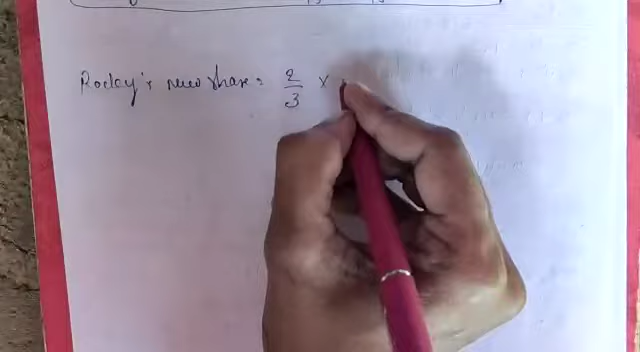 Rocky's new share = 2/3 ×